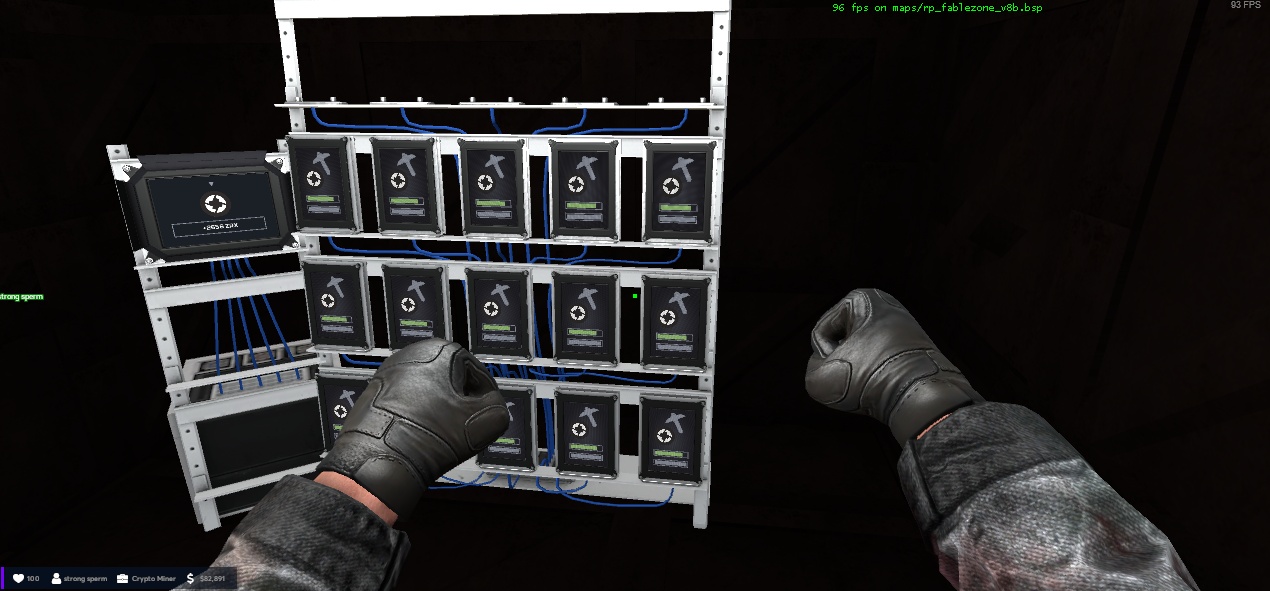 96 fps on maps/rp_fablezone_v8b.bsp
93 FPS
strong sperm
100 strong sperm Crypto Miner $82,891